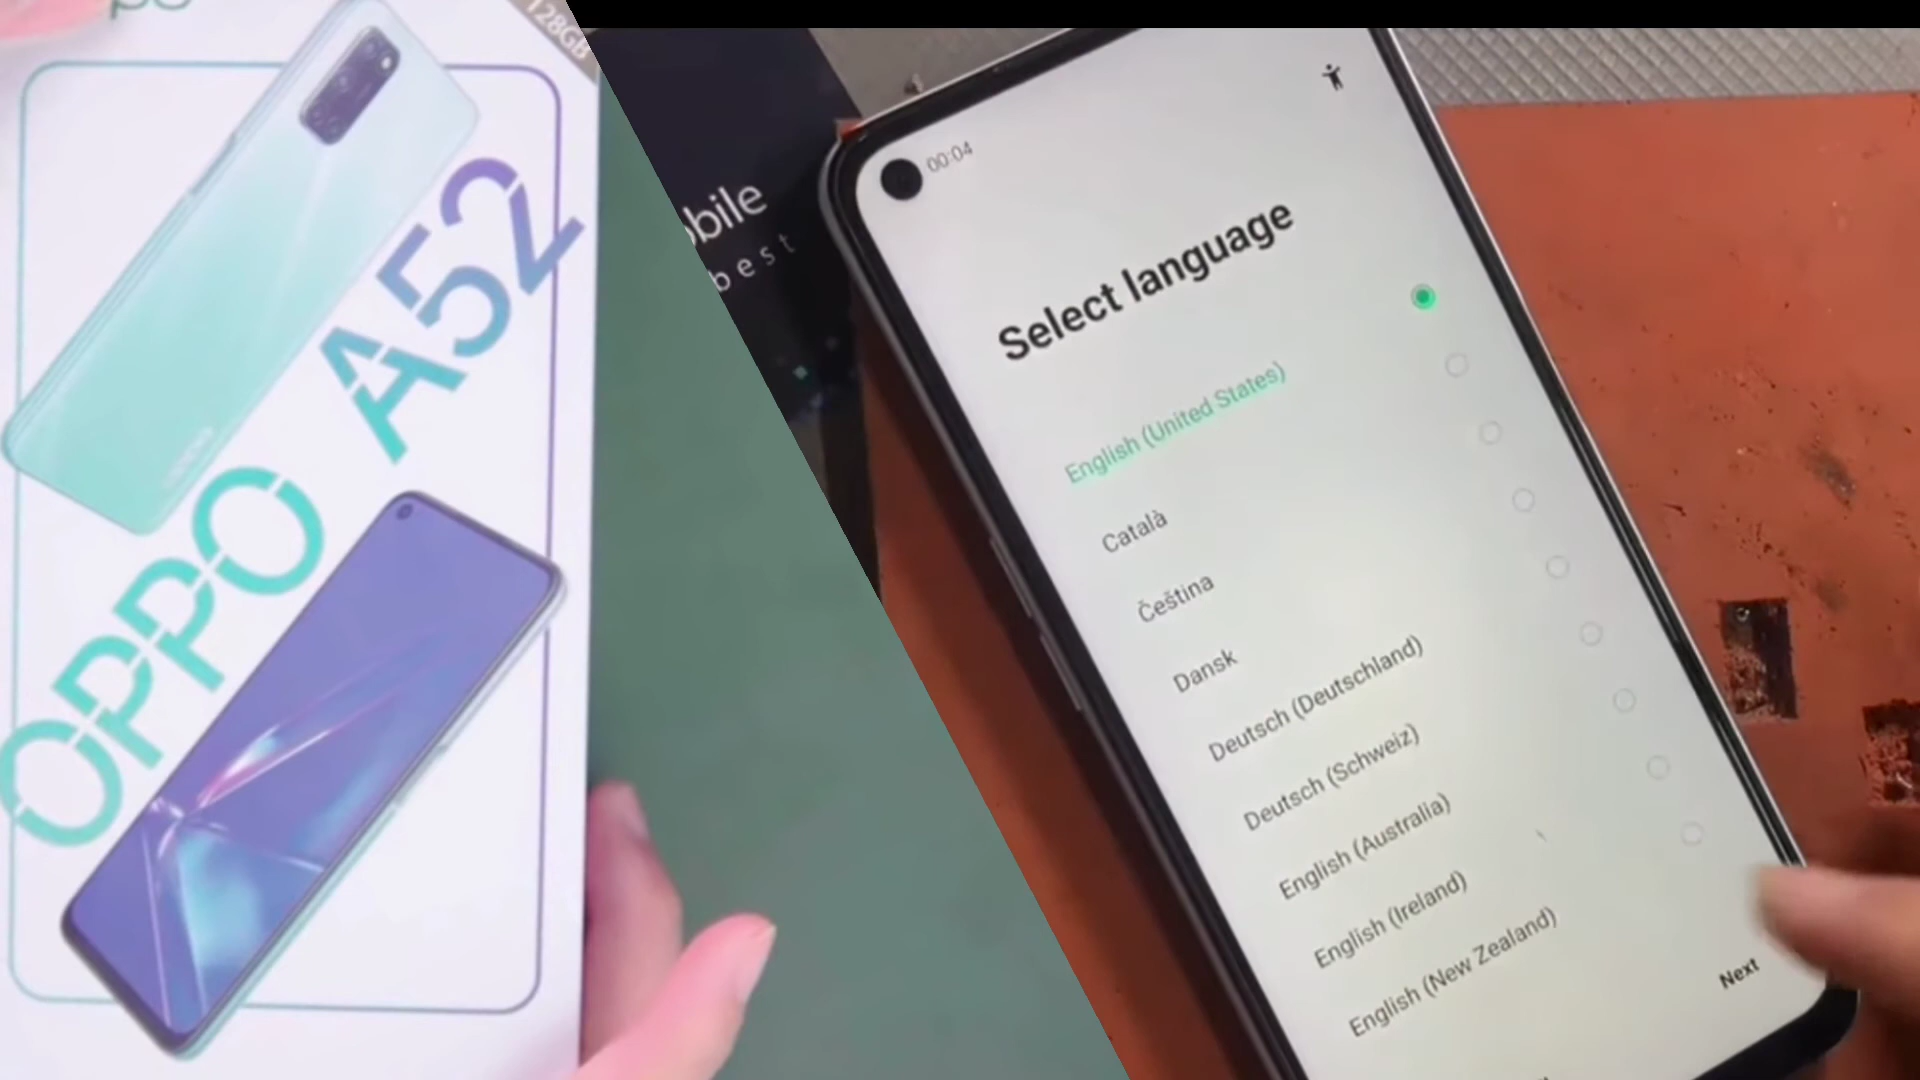 128GB
OPPO A52
bile
best
00:04
Select language
English (United States)
Català
Čeština
Dansk
Deutsch (Deutschland)
Deutsch (Schweiz)
English (Australia)
English (Ireland)
English (New Zealand)
Next